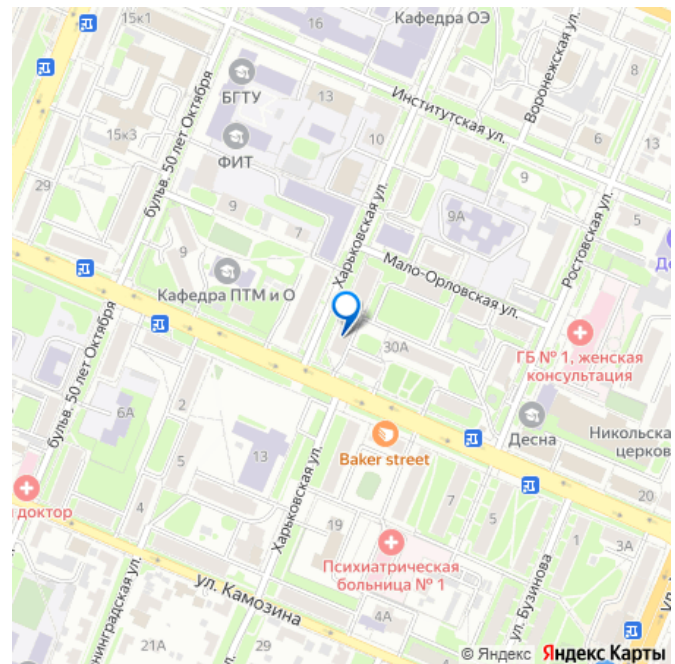 15к1
16
Кафедра ОЭ
Воронежская ул.
8
БГТУ
13
Институтская ул.
бульв. 50 лет Октября
15к3
10
6
13
ФИТ
29
9
9
9А
5
Харьковская ул.
7
9
Мало-Орловская ул.
Ростовская ул.
Кафедра ПТМ и О
30А
ГБ № 1, женская
консультация
бульв. 50 лет Октября
6А
2
Десна
Baker street
церков
5
13
Харьковская ул.
доктор
4
7
5
20
19
1
3А
Психиатрическая
больница № 1
ул. Камозина
4А
ул. Бузинова
21А
29
© Яндекс Яндекс Карты